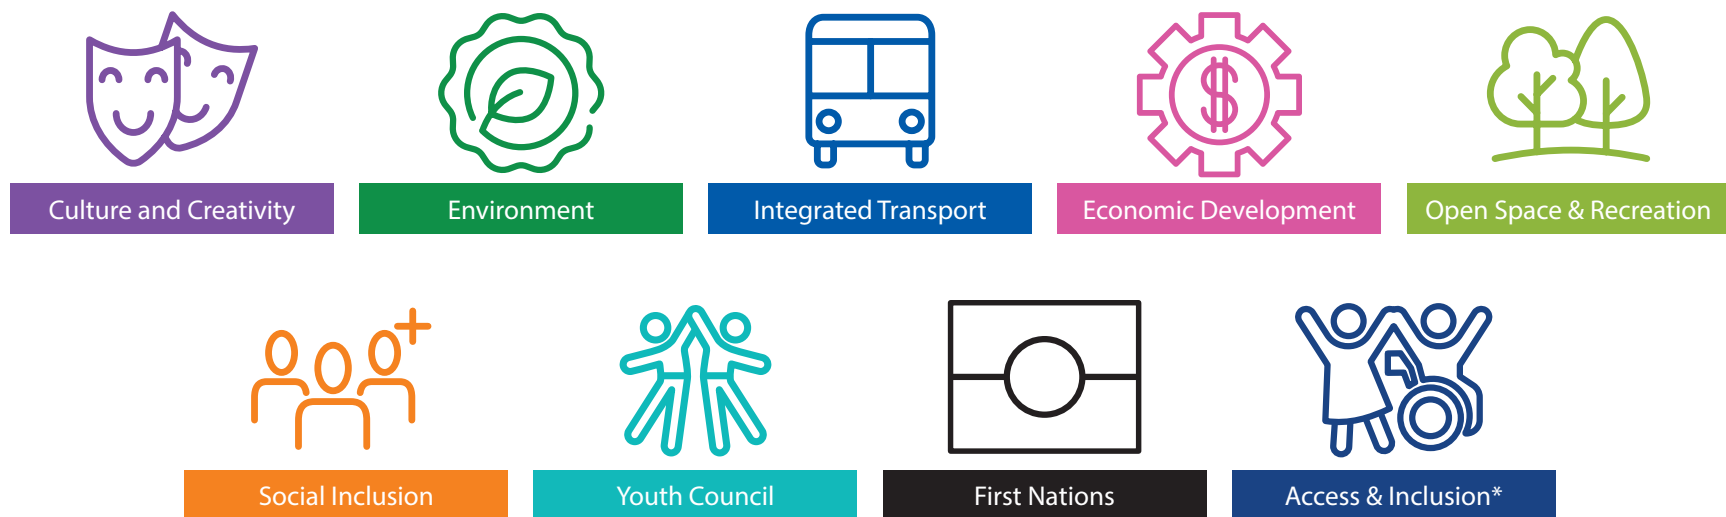 Culture and Creativity
Environment
Integrated Transport
Economic Development
Open Space & Recreation
Social Inclusion
Youth Council
First Nations
Access & Inclusion*